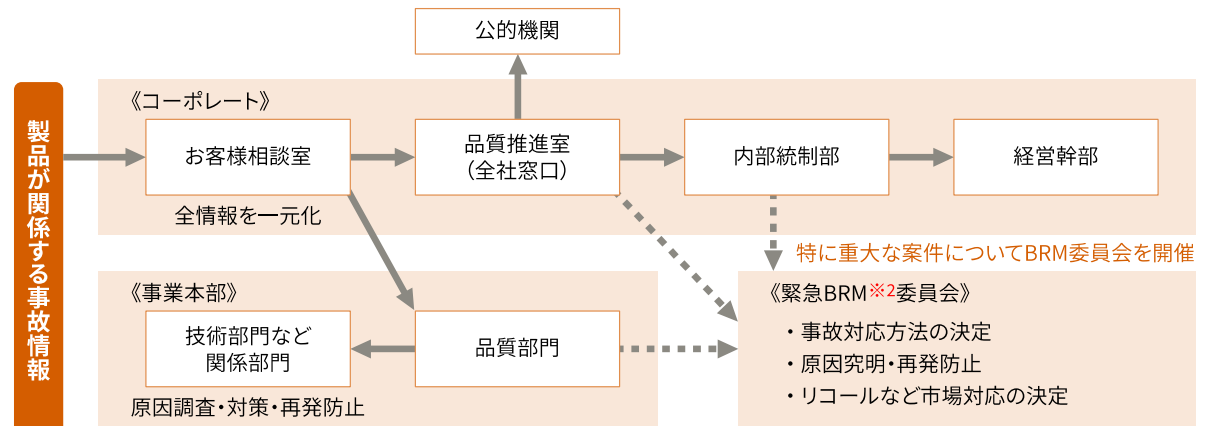 公的機関
製品が関係する事故情報
《コーポレート》
お客様相談室
品質推進室
（全社窓口）
内部統制部
経営幹部
全情報を一元化
特に重大な案件についてBRM委員会を開催
《事業本部》
技術部門など
関係部門
品質部門
原因調査・対策・再発防止
《緊急BRM※2委員会》
・事故対応方法の決定
・原因究明・再発防止
・リコールなど市場対応の決定